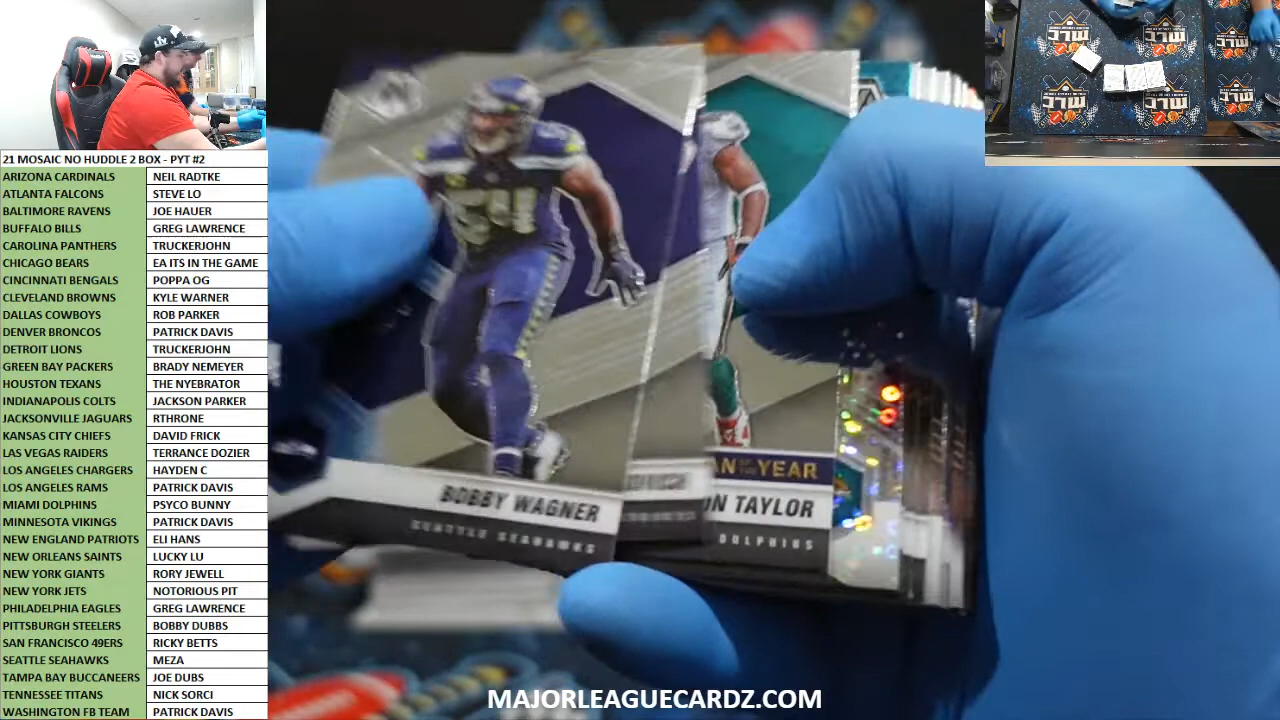 21 MOSAIC NO HUDDLE 2 BOX - PYT #2
ARIZONA CARDINALS NEIL RADTKE
ATLANTA FALCONS STEVE LO
BALTIMORE RAVENS JOE HAUER
BUFFALO BILLS GREG LAWRENCE
CAROLINA PANTHERS TRUCKERJOHN
CHICAGO BEARS EA ITS IN THE GAME
CINCINNATI BENGALS POPPA OG
CLEVELAND BROWNS KYLE WARNER
DALLAS COWBOYS ROB PARKER
DENVER BRONCOS PATRICK DAVIS
DETROIT LIONS TRUCKERJOHN
GREEN BAY PACKERS BRADY NEMEYER
HOUSTON TEXANS THE NYEBRATOR
INDIANAPOLIS COLTS JACKSON PARKER
JACKSONVILLE JAGUARS RTHRONE
KANSAS CITY CHIEFS DAVID FRICK
LAS VEGAS RAIDERS TERRANCE DOZIER
LOS ANGELES CHARGERS HAYDEN C
LOS ANGELES RAMS PATRICK DAVIS
MIAMI DOLPHINS PSYCO BUNNY
MINNESOTA VIKINGS PATRICK DAVIS
NEW ENGLAND PATRIOTS ELI HANS
NEW ORLEANS SAINTS LUCKY LU
NEW YORK GIANTS RORY JEWELL
NEW YORK JETS NOTORIOUS PIT
PHILADELPHIA EAGLES GREG LAWRENCE
PITTSBURGH STEELERS BOBBY DUBBS
SAN FRANCISCO 49ERS RICKY BETTS
SEATTLE SEAHAWKS MEZA
TAMPA BAY BUCCANEERS JOE DUBS
TENNESSEE TITANS NICK SORCI
WASHINGTON FB TEAM PATRICK DAVIS
54
BOBBY WAGNER
SEATTLE SEAHAWKS
AN OF THE YEAR
ON TAYLOR
DOLPHINS
MAJORLEAGUECARDZ.COM